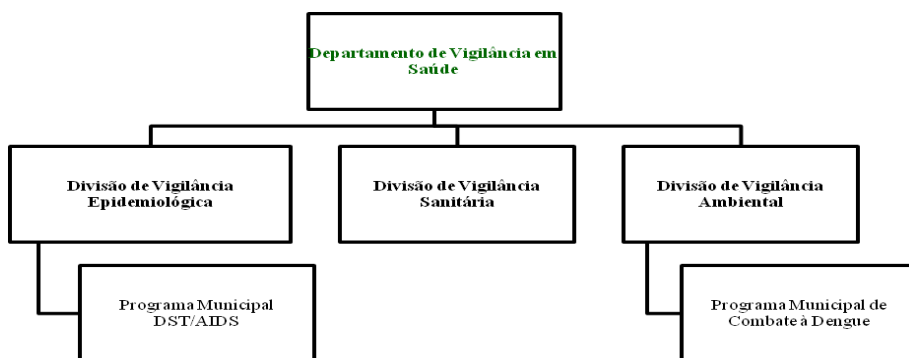 Departamento de Vigilância em
Saúde
Divisão de Vigilância
Epidemiológica
Divisão de Vigilância
Sanitária
Divisão de Vigilância
Ambiental
Programa Municipal
DST/AIDS
Programa Municipal de
Combate à Dengue